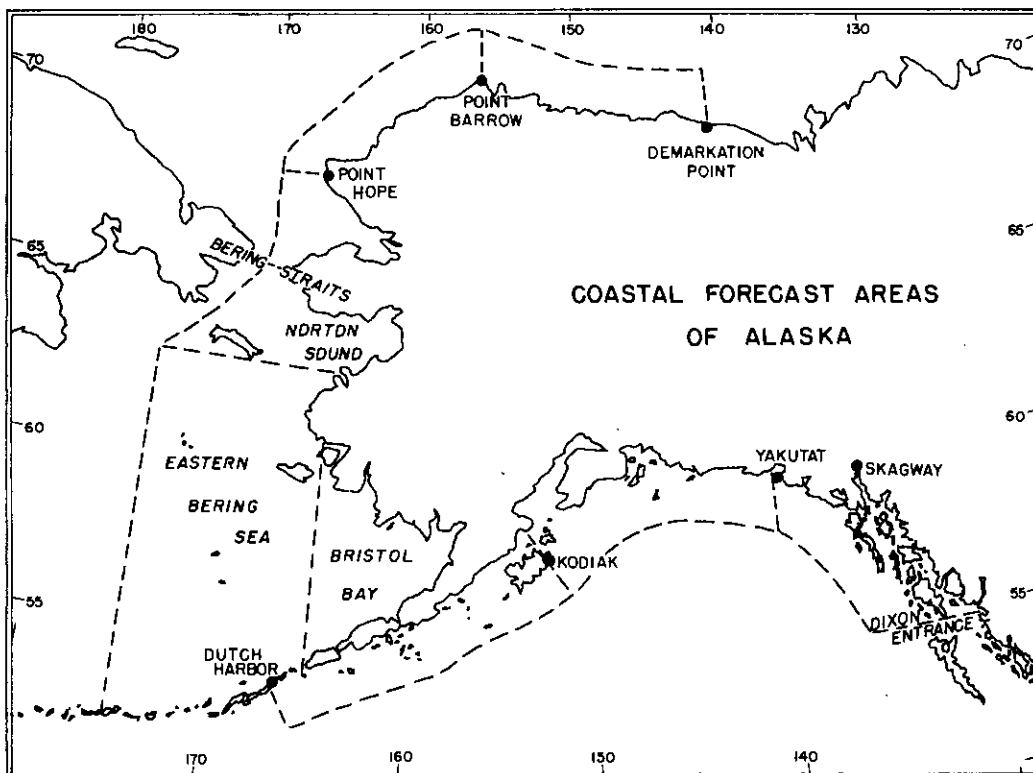 180
170
160
150
140
130
70
70
POINT
BARROW
DEMARKATION
POINT
POINT
HOPE
65
65
BERING STRAITS
COASTAL FORECAST AREAS
OF ALASKA
NORTON
SOUND
60
60
EASTERN
BERING
SEA
YAKUTAT
SKAGWAY
BRISTOL
BAY
KODIAK
55
55
DIXON
ENTRANCE
DUTCH
HARBOR
170
160
150
140
130